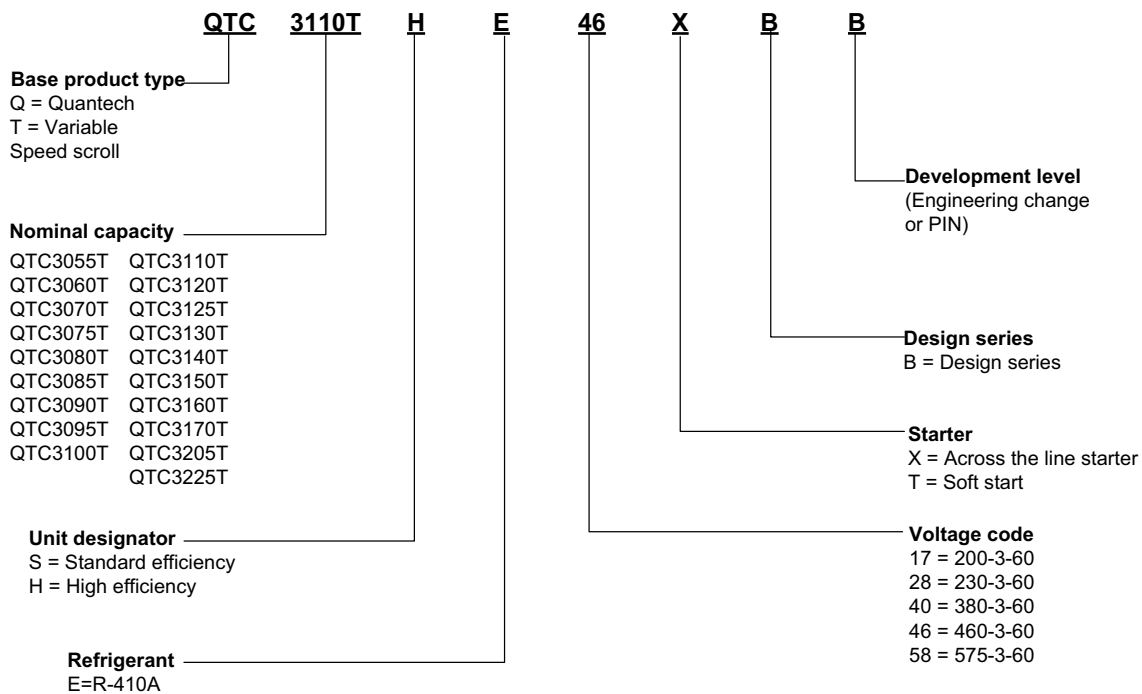 QTC 3110T H E 46 X B B
Base product type
Q = Quantech
T = Variable
Speed scroll
Nominal capacity
QTC3055T QTC3110T
QTC3060T QTC3120T
QTC3070T QTC3125T
QTC3075T QTC3130T
QTC3080T QTC3140T
QTC3085T QTC3150T
QTC3090T QTC3160T
QTC3095T QTC3170T
QTC3100T QTC3205T
QTC3225T
Unit designator
S = Standard efficiency
H = High efficiency
Refrigerant
E=R-410A
Development level
(Engineering change
or PIN)
Design series
B = Design series
Starter
X = Across the line starter
T = Soft start
Voltage code
17 = 200-3-60
28 = 230-3-60
40 = 380-3-60
46 = 460-3-60
58 = 575-3-60